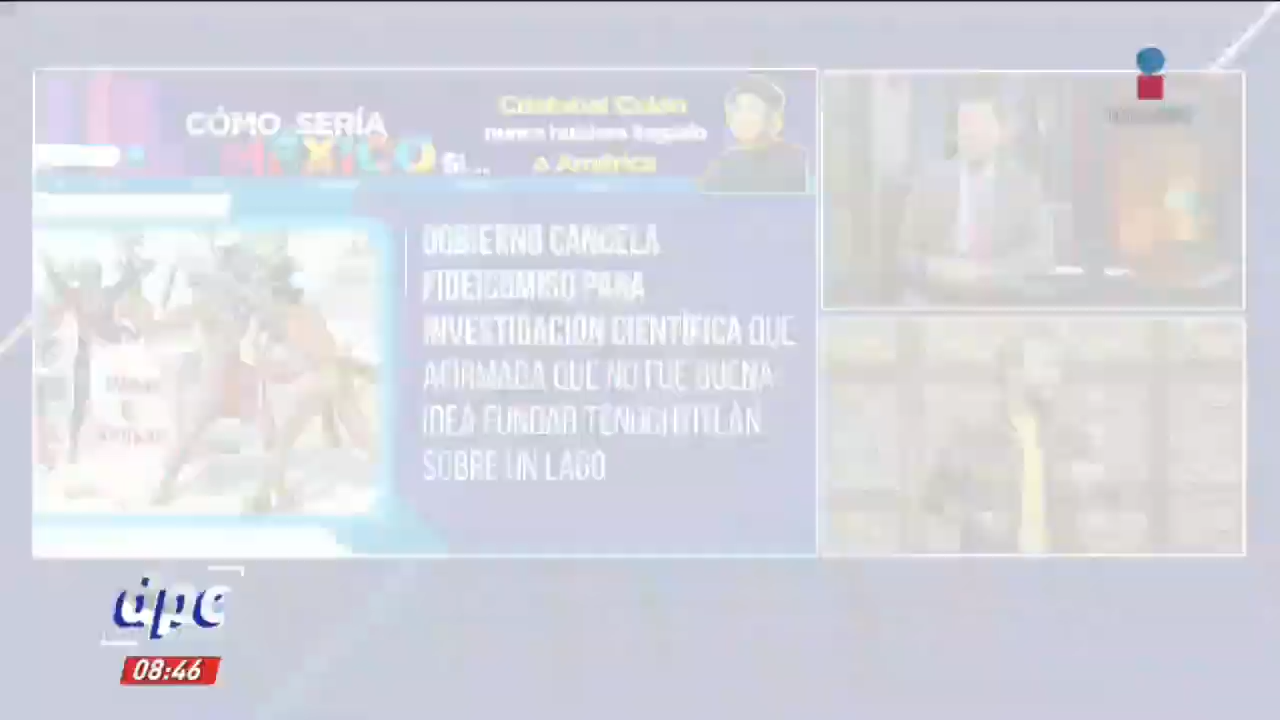 CÓMO SERÍA
MÉXICO SI...
Cristóbal Colón
nunca hubiera llegado
a América
GOBIERNO CANCELA
FIDEICOMISO PARA
INVESTIGACIÓN CIENTÍFICA QUE
AFIRMABA QUE NO FUE BUENA
IDEA FUNDAR TENOCHTITLÁN
SOBRE UN LAGO
08:46